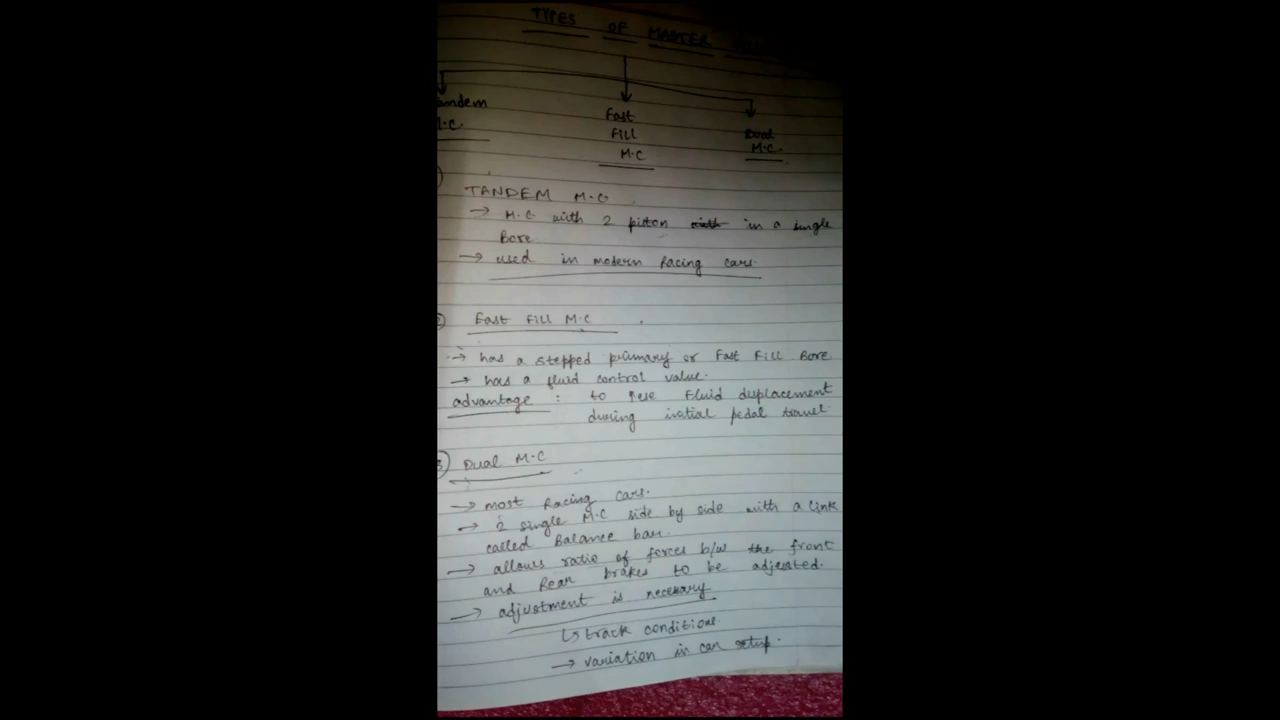 TYPES OF MASTER
Tandem Fast Dual
M.C. Fill M.C.
M.C
TANDEM M.C
→ M.C with 2 piston in a single
Bore
→ used in modern Racing cars.
Fast Fill M.C
→ has a stepped primary or Fast Fill Bore
→ has a fluid control value.
advantage : to Fluid displacement
during initial pedal travel
3 Dual M.C
→ most Racing cars.
→ 2 single M.C side by side with a link
called Balance bar.
→ allows ratio of forces b/w the front
and Rear brakes to be adjusted.
→ adjustment is necessary
↳ track conditions
→ variation in car setup.